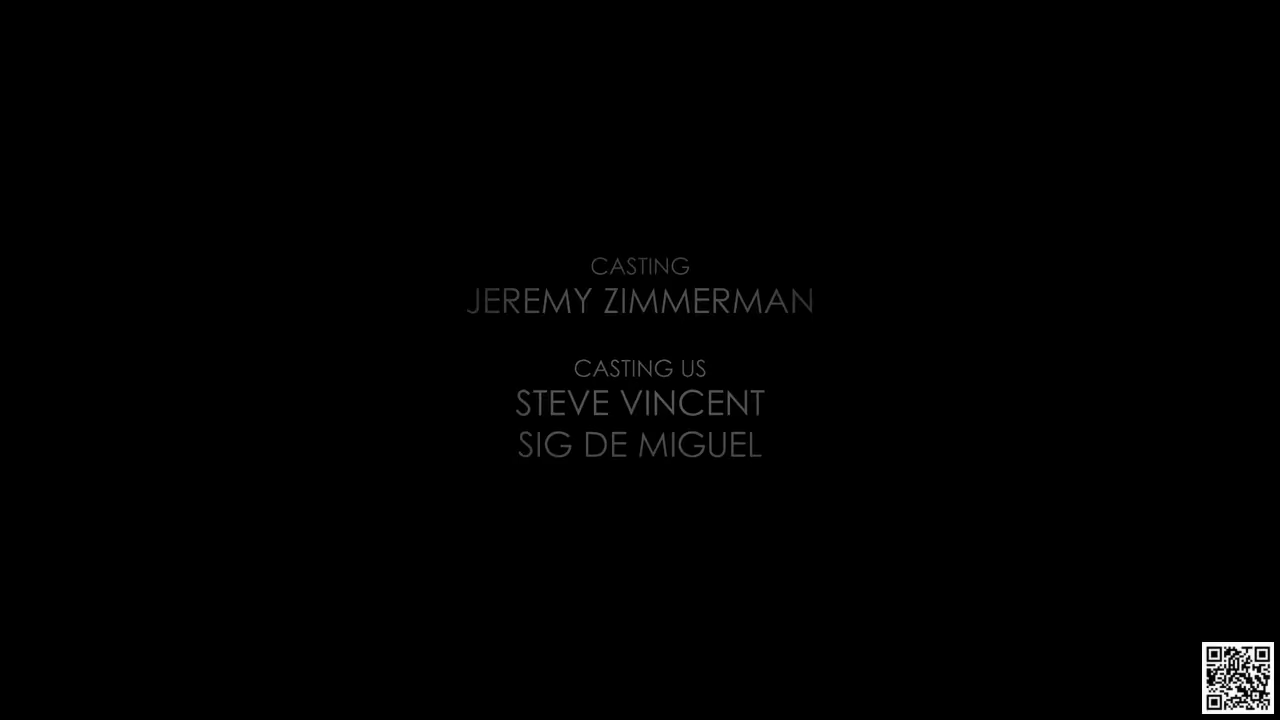 CASTING
JEREMY ZIMMERMAN
CASTING US
STEVE VINCENT
SIG DE MIGUEL